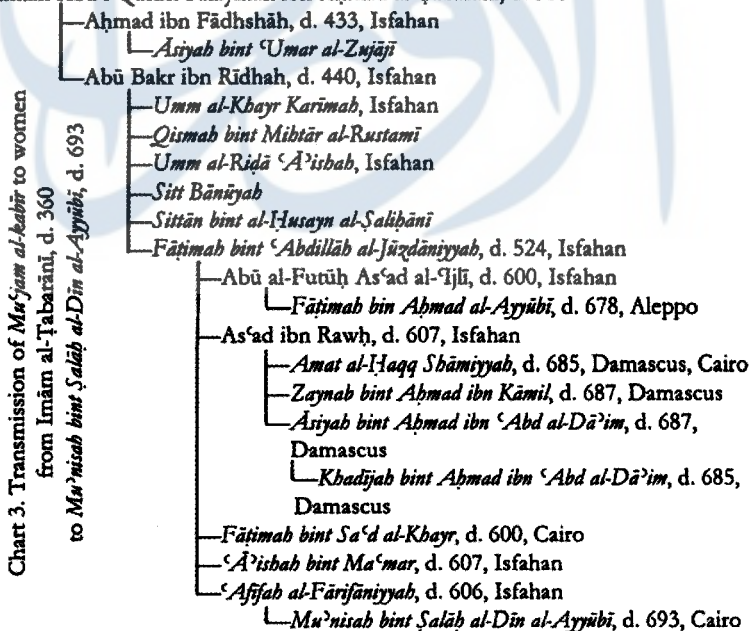 Aḥmad ibn Fādhshāh, d. 433, Isfahan
Āsiyah bint ʿUmar al-Zujājī
Abū Bakr ibn Rīdhah, d. 440, Isfahan
Umm al-Khayr Karīmah, Isfahan
Qismah bint Mihtār al-Rustamī
Umm al-Riḍā ʿĀʾishah, Isfahan
Sitt Bānūyah
Sittān bint al-Ḥusayn al-Ṣaliḥānī
Fāṭimah bint ʿAbdillāh al-Jūzdāniyyah, d. 524, Isfahan
Abū al-Futūḥ Asʿad al-ʿIjlī, d. 600, Isfahan
Fāṭimah bin Aḥmad al-Ayyūbī, d. 678, Aleppo
Asʿad ibn Rawḥ, d. 607, Isfahan
Amat al-Ḥaqq Shāmiyyah, d. 685, Damascus, Cairo
Zaynab bint Aḥmad ibn Kāmil, d. 687, Damascus
Āsiyah bint Aḥmad ibn ʿAbd al-Dāʾim, d. 687,
Damascus
Khadījah bint Aḥmad ibn ʿAbd al-Dāʾim, d. 685,
Damascus
Fāṭimah bint Saʿd al-Khayr, d. 600, Cairo
ʿĀʾishah bint Maʿmar, d. 607, Isfahan
ʿAfīfah al-Fārifāniyyah, d. 606, Isfahan
Muʾnisah bint Ṣalāḥ al-Dīn al-Ayyūbī, d. 693, Cairo
Chart 3. Transmission of Muʿjam al-kabīr to women
from Imām al-Ṭabarānī, d. 360
to Muʾnisah bint Ṣalāḥ al-Dīn al-Ayyūbī, d. 693